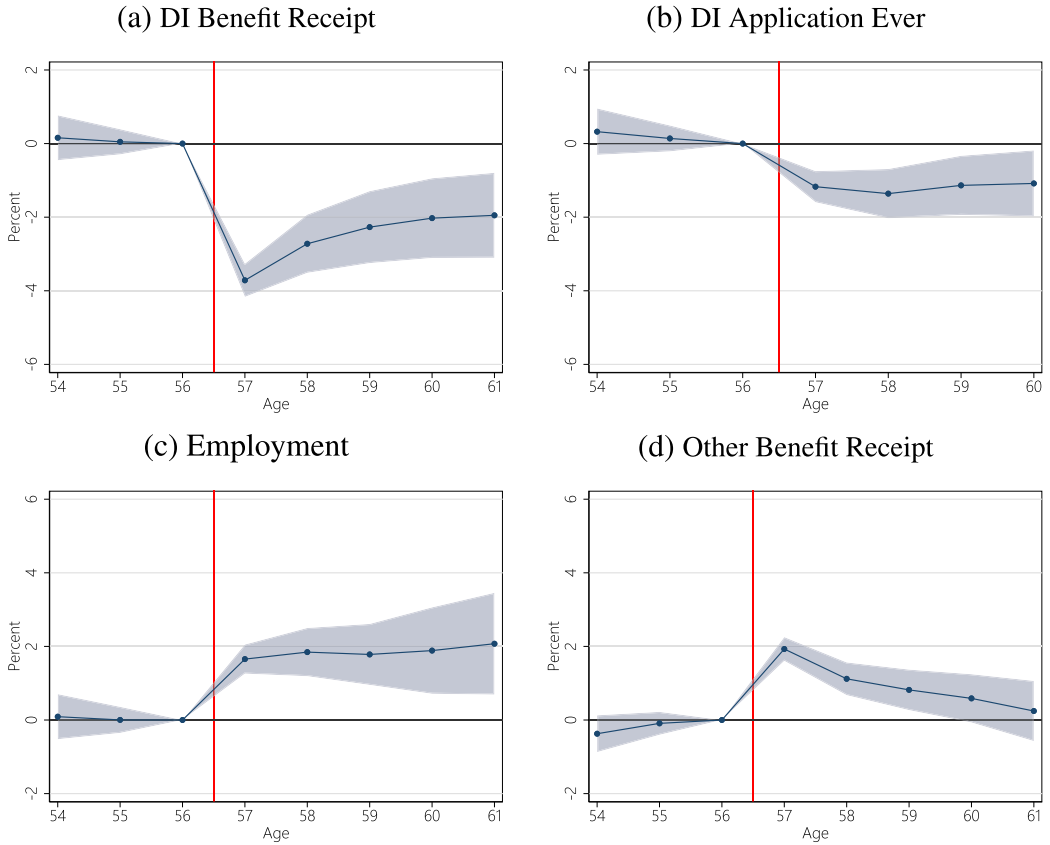 (a) DI Benefit Receipt
2
0
-2
-4
-6
Percent
54 55 56 57 58 59 60 61
Age
(b) DI Application Ever
2
0
-2
-4
-6
Percent
54 55 56 57 58 59 60
Age
(c) Employment
6
4
2
0
-2
Percent
54 55 56 57 58 59 60 61
Age
(d) Other Benefit Receipt
6
4
2
0
-2
Percent
54 55 56 57 58 59 60 61
Age